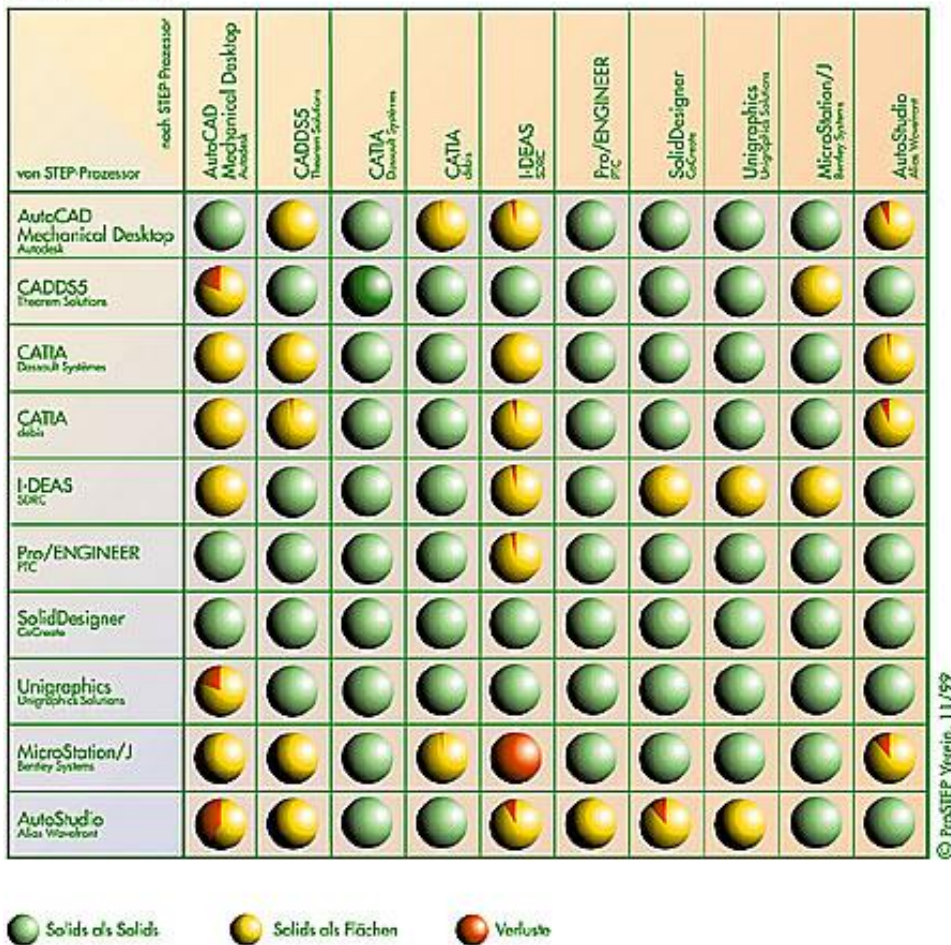 nach STEP-Prozessor
von STEP-Prozessor
AutoCAD
Mechanical Desktop
Autodesk
CADDS5
Theorem Solutions
CATIA
Dassault Systèmes
CATIA
debis
I-DEAS
SDRC
Pro/ENGINEER
PTC
SolidDesigner
CoCreate
Unigraphics
Unigraphics Solutions
MicroStation/J
Bentley Systems
AutoStudio
Alias Wavefront
AutoCAD
Mechanical Desktop
Autodesk
CADDS5
Theorem Solutions
CATIA
Dassault Systèmes
CATIA
debis
I-DEAS
SDRC
Pro/ENGINEER
PTC
SolidDesigner
CoCreate
Unigraphics
Unigraphics Solutions
MicroStation/J
Bentley Systems
AutoStudio
Alias Wavefront
© ProSTEP Verein, 11/99
Solids als Solids
Solids als Flächen
Verluste